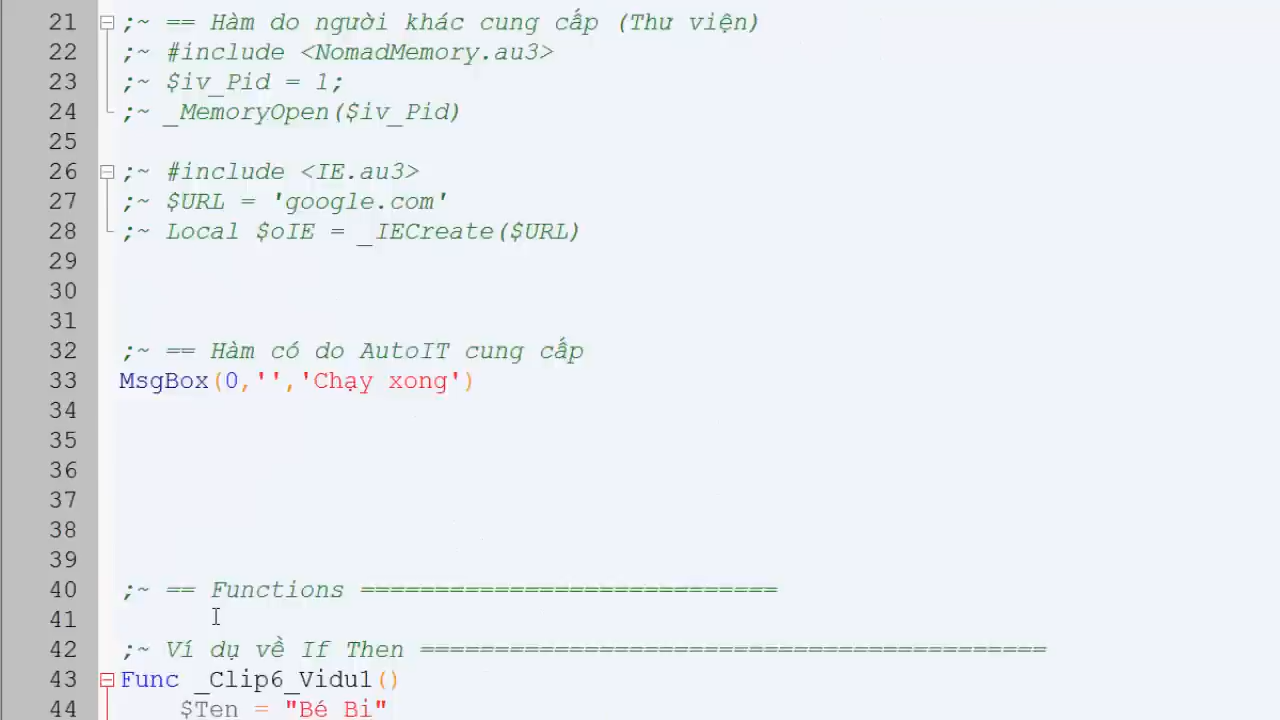 21 ;~ == Hàm do người khác cung cấp (Thư viện)
22 ;~ #include <NomadMemory.au3>
23 ;~ $iv_Pid = 1;
24 ;~ _MemoryOpen($iv_Pid)
25
26 ;~ #include <IE.au3>
27 ;~ $URL = 'google.com'
28 ;~ Local $oIE = _IECreate($URL)
29
30
31
32 ;~ == Hàm có do AutoIT cung cấp
33 MsgBox(0,'','Chạy xong')
34
35
36
37
38
39
40 ;~ == Functions ============================
41
42 ;~ Ví dụ về If Then ==========================================
43 Func _Clip6_Vidu1()
44 $Ten = "Bé Bi"